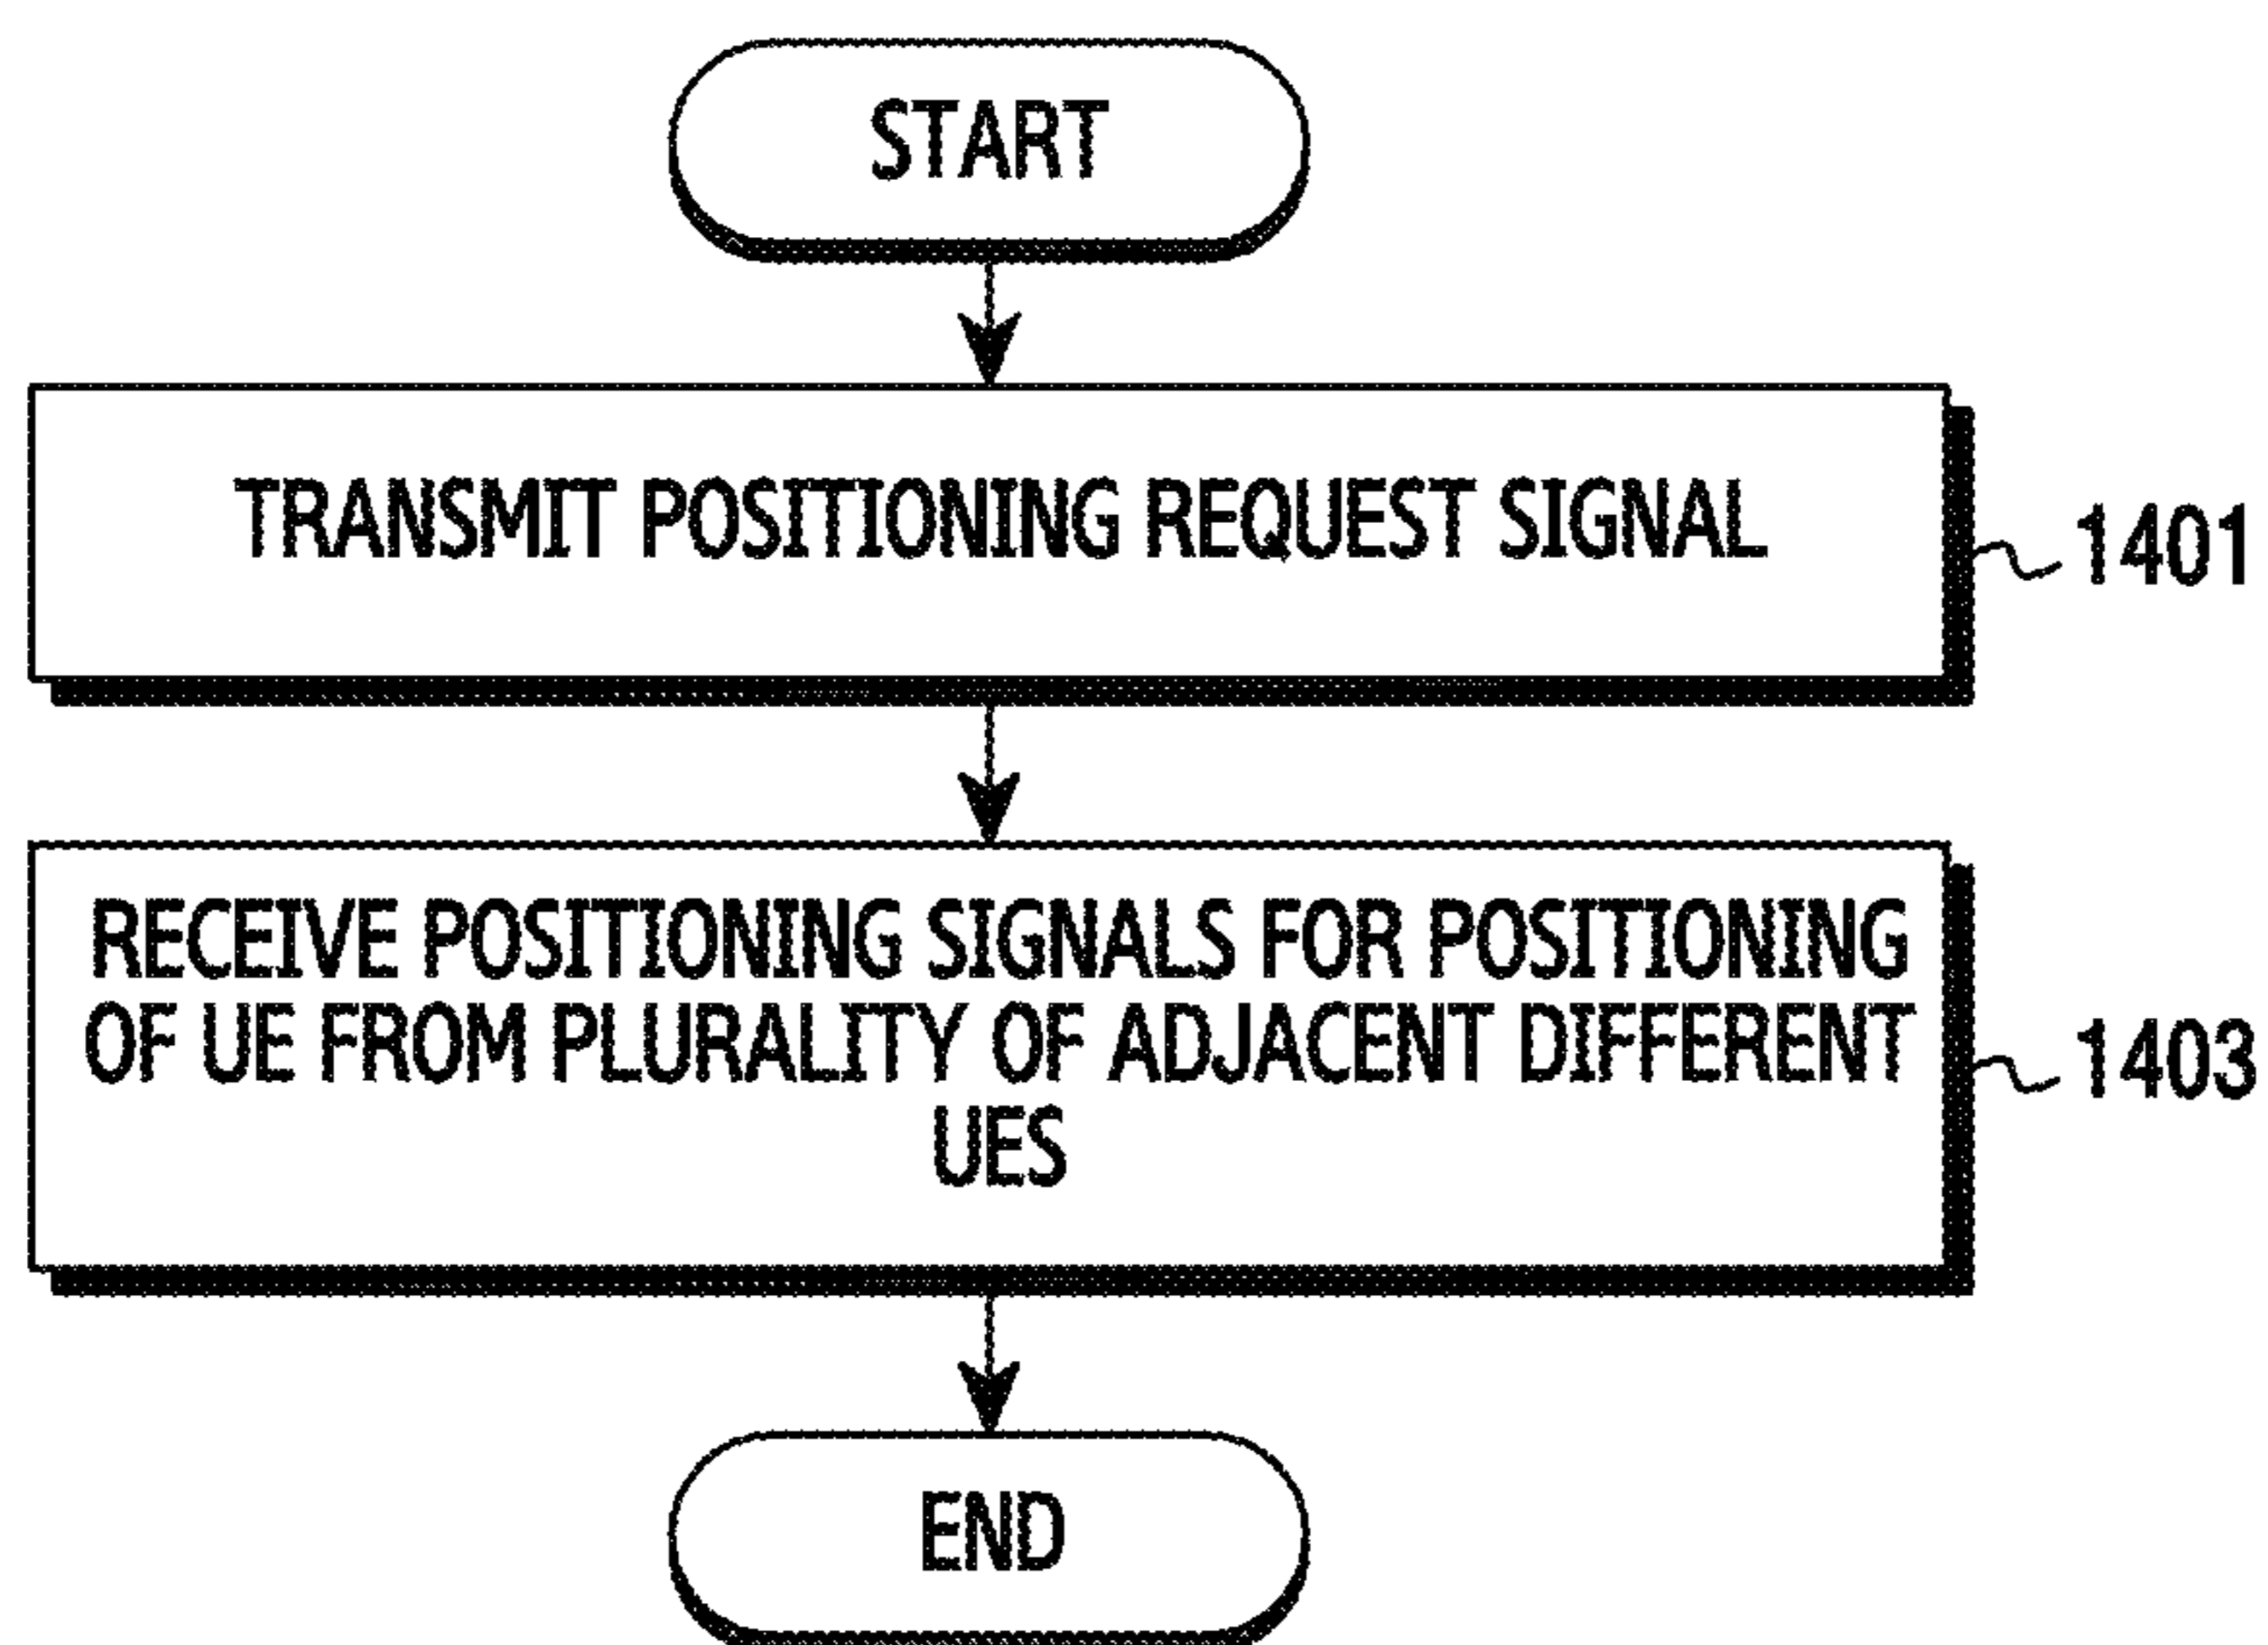 START
TRANSMIT POSITIONING REQUEST SIGNAL
1401
RECEIVE POSITIONING SIGNALS FOR POSITIONING
OF UE FROM PLURALITY OF ADJACENT DIFFERENT
UES
1403
END